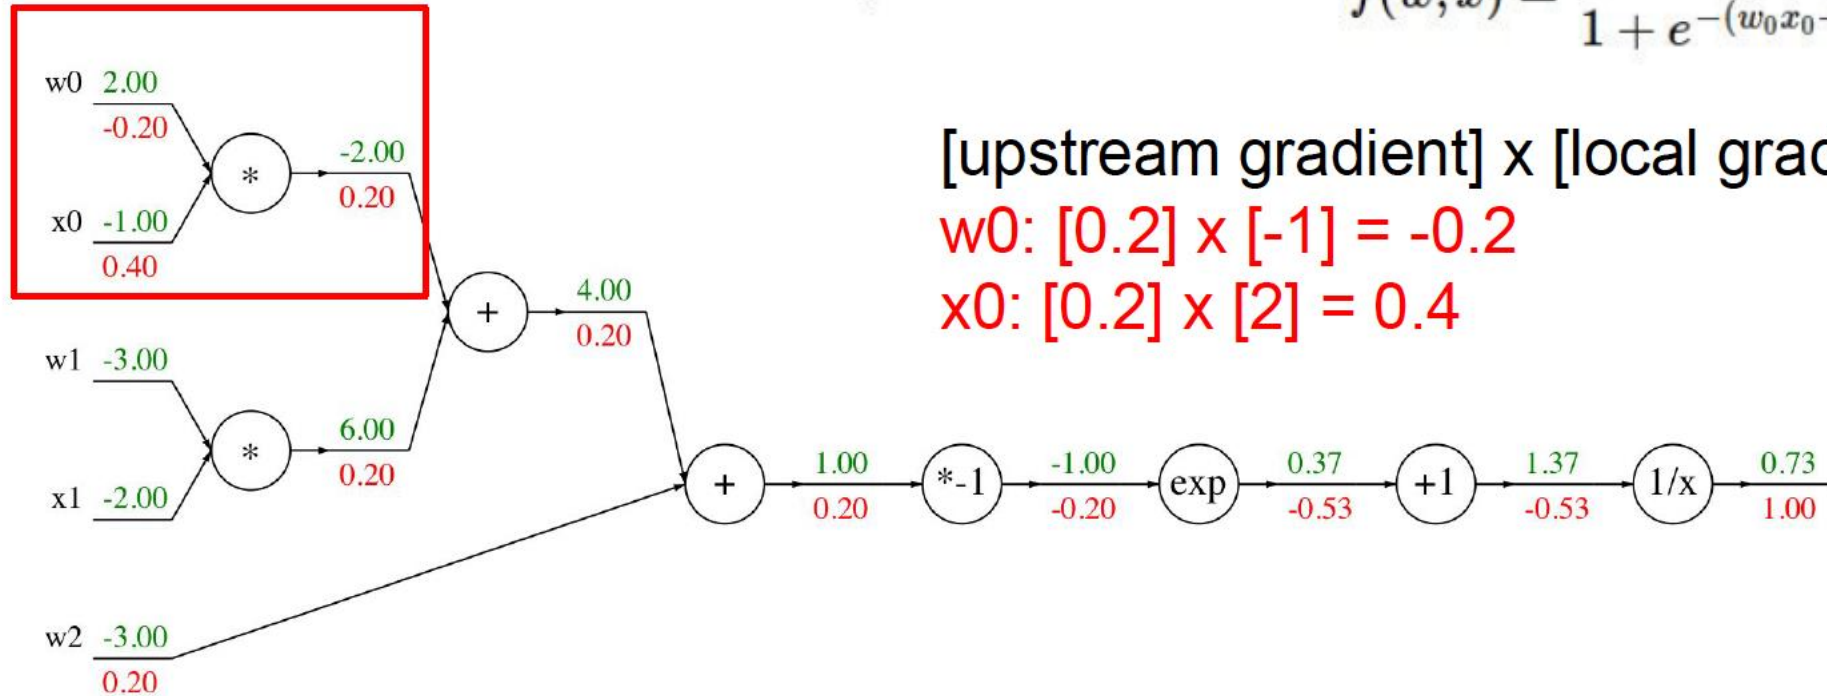 f(w, x) =
1 + e^{-(w_0x_0-
w0 2.00
-0.20
*
-2.00
0.20
x0 -1.00
0.40
[upstream gradient] x [local grad
w0: [0.2] x [-1] = -0.2
x0: [0.2] x [2] = 0.4
+
4.00
0.20
w1 -3.00
*
6.00
0.20
x1 -2.00
+
1.00
0.20
*-1
-1.00
-0.20
exp
0.37
-0.53
+1
1.37
-0.53
1/x
0.73
1.00
w2 -3.00
0.20